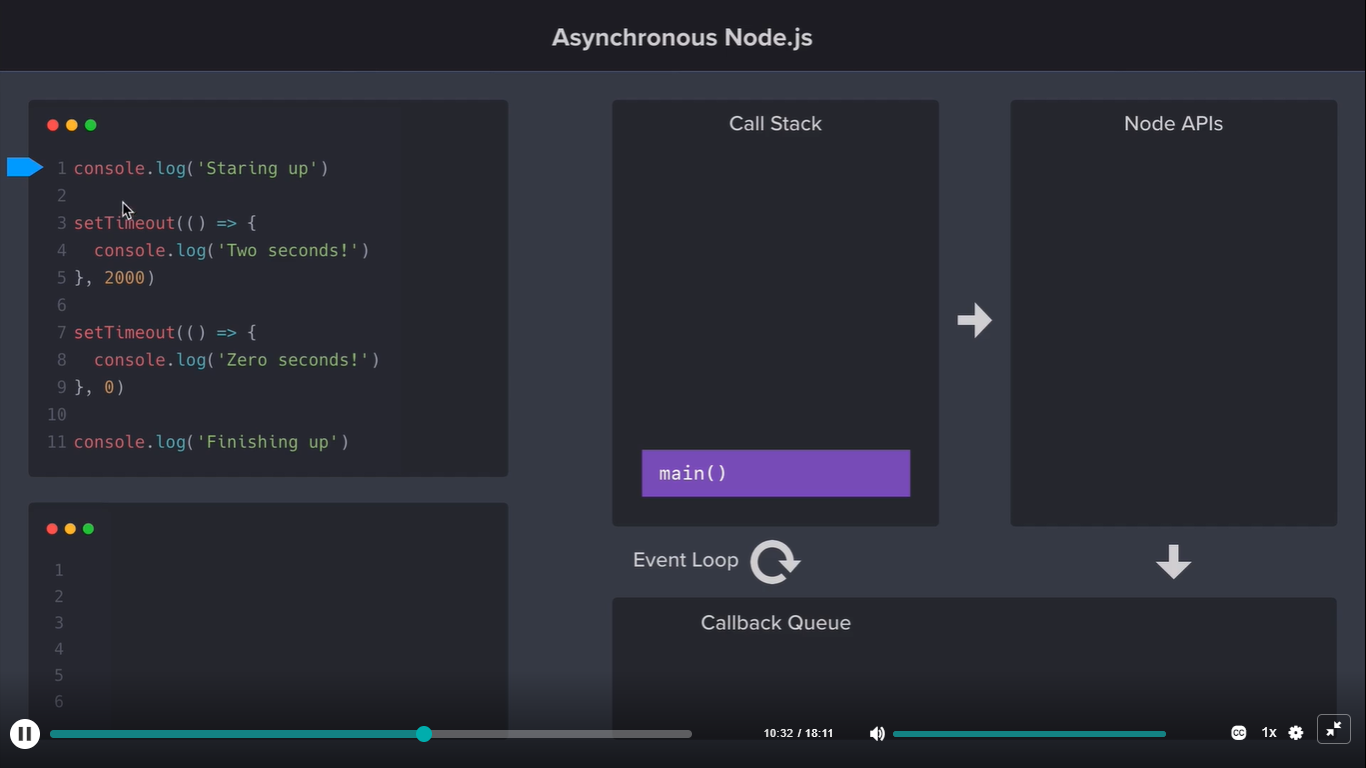 Asynchronous Node.js
1 console.log('Staring up')
2
3 setTimeout(() => {
4   console.log('Two seconds!')
5 }, 2000)
6
7 setTimeout(() => {
8   console.log('Zero seconds!')
9 }, 0)
10
11 console.log('Finishing up')
1
2
3
4
5
6
Call Stack
main()
Node APIs
Event Loop
Callback Queue
10:32 / 18:11
CC
1x